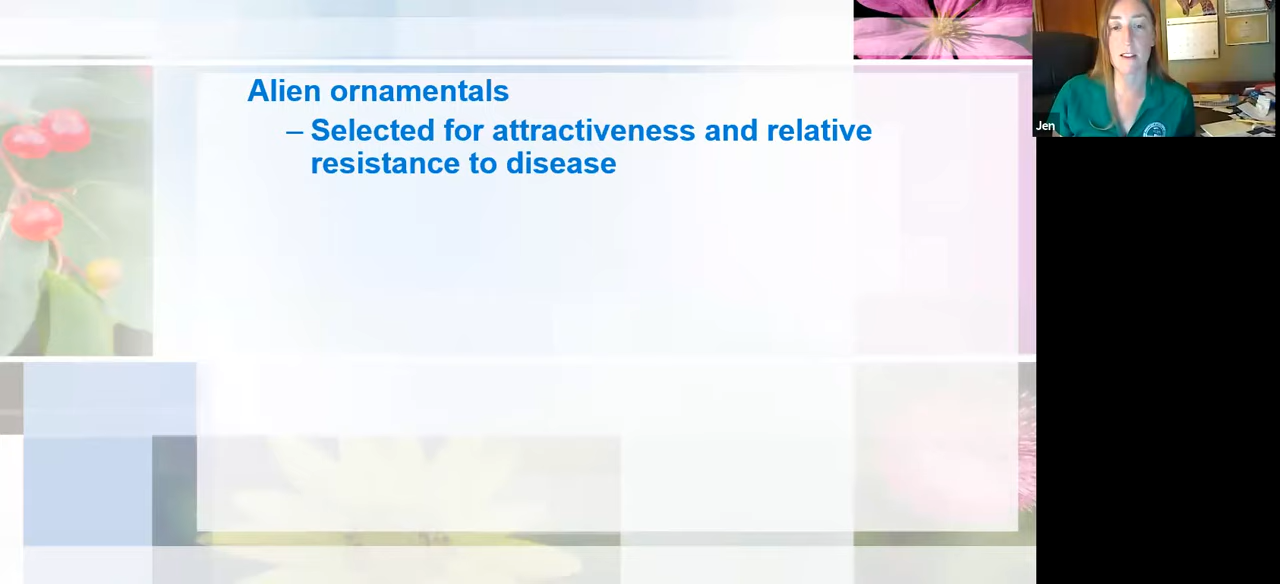 Alien ornamentals
– Selected for attractiveness and relative
resistance to disease
Jen